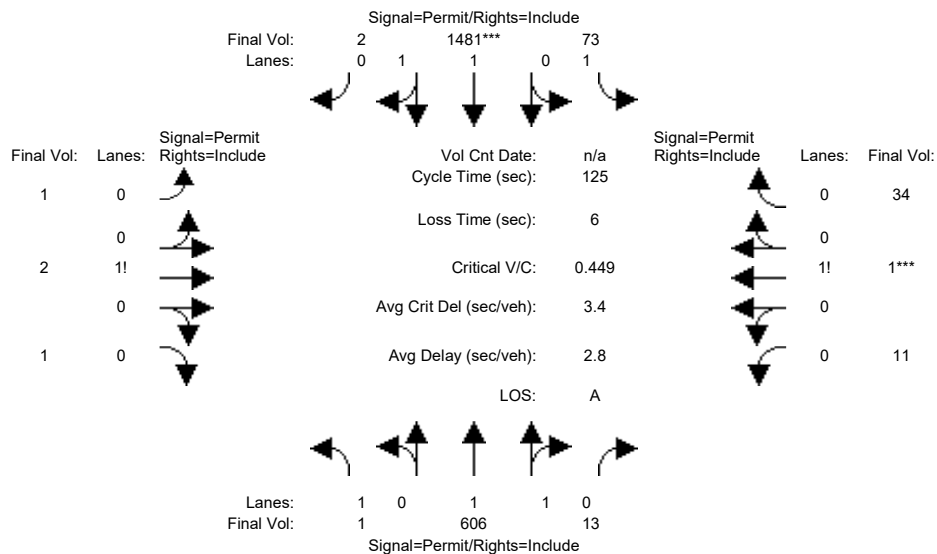 Signal=Permit/Rights=Include
Final Vol: 2 1481*** 73
Lanes: 0 1 1 0 1
Signal=Permit
Final Vol: Lanes: Rights=Include
Vol Cnt Date: n/a
Signal=Permit
Rights=Include Lanes: Final Vol:
Cycle Time (sec): 125
1 0
0 34
Loss Time (sec): 6
0
0
2 1!
Critical V/C: 0.449
1! 1***
0
Avg Crit Del (sec/veh): 3.4
0
1 0
Avg Delay (sec/veh): 2.8
0 11
LOS: A
Lanes: 1 0 1 1 0
Final Vol: 1 606 13
Signal=Permit/Rights=Include